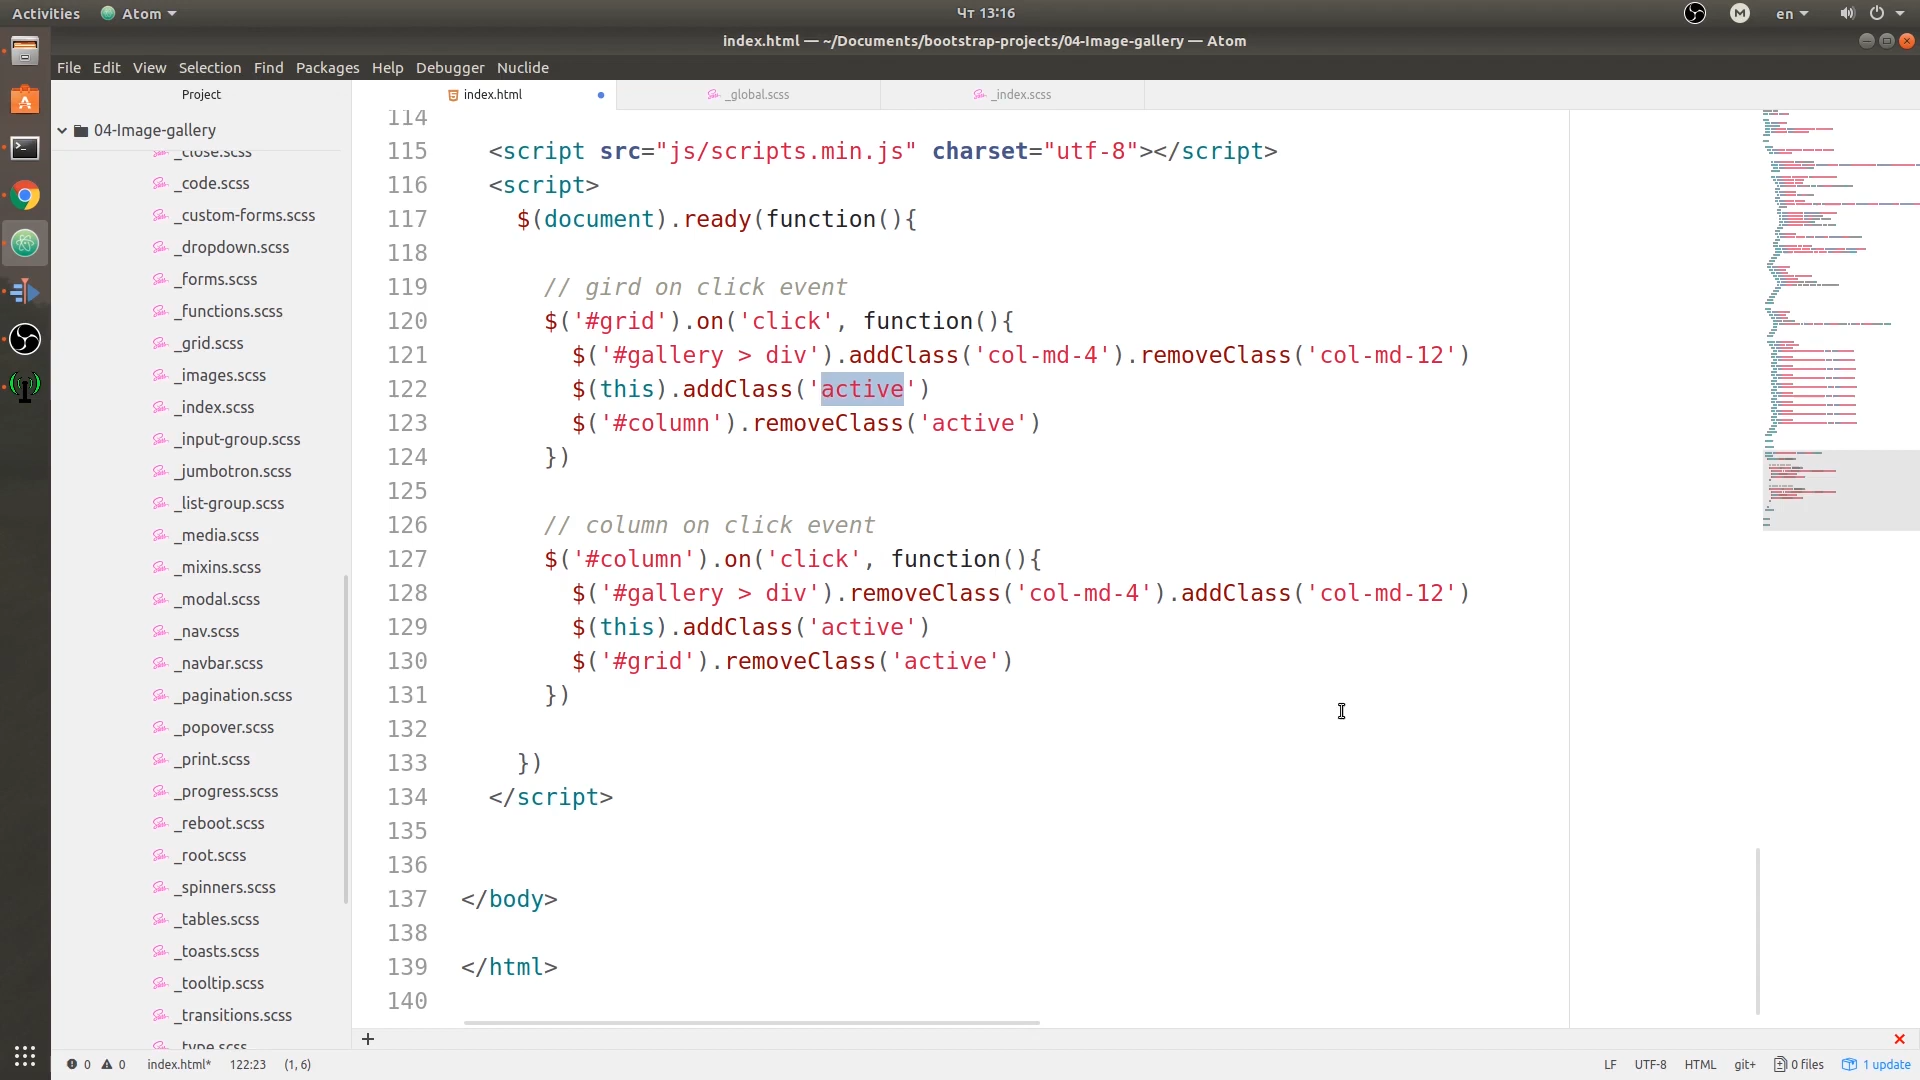 Activities Atom Чт 13:16 en
index.html — ~/Documents/bootstrap-projects/04-Image-gallery — Atom
File Edit View Selection Find Packages Help Debugger Nuclide
Project index.html _global.scss _index.scss
04-Image-gallery
_close.scss
_code.scss
_custom-forms.scss
_dropdown.scss
_forms.scss
_functions.scss
_grid.scss
_images.scss
_index.scss
_input-group.scss
_jumbotron.scss
_list-group.scss
_media.scss
_mixins.scss
_modal.scss
_nav.scss
_navbar.scss
_pagination.scss
_popover.scss
_print.scss
_progress.scss
_reboot.scss
_root.scss
_spinners.scss
_tables.scss
_toasts.scss
_tooltip.scss
_transitions.scss
_type.scss
114
115 <script src="js/scripts.min.js" charset="utf-8"></script>
116 <script>
117 $(document).ready(function(){
118
119 // gird on click event
120 $('#grid').on('click', function(){
121 $('#gallery > div').addClass('col-md-4').removeClass('col-md-12')
122 $(this).addClass('active')
123 $('#column').removeClass('active')
124 })
125
126 // column on click event
127 $('#column').on('click', function(){
128 $('#gallery > div').removeClass('col-md-4').addClass('col-md-12')
129 $(this).addClass('active')
130 $('#grid').removeClass('active')
131 })
132
133 })
134 </script>
135
136
137 </body>
138
139 </html>
140
+
0 0 index.html* 122:23 (1, 6) LF UTF-8 HTML git+ 0 files 1 update